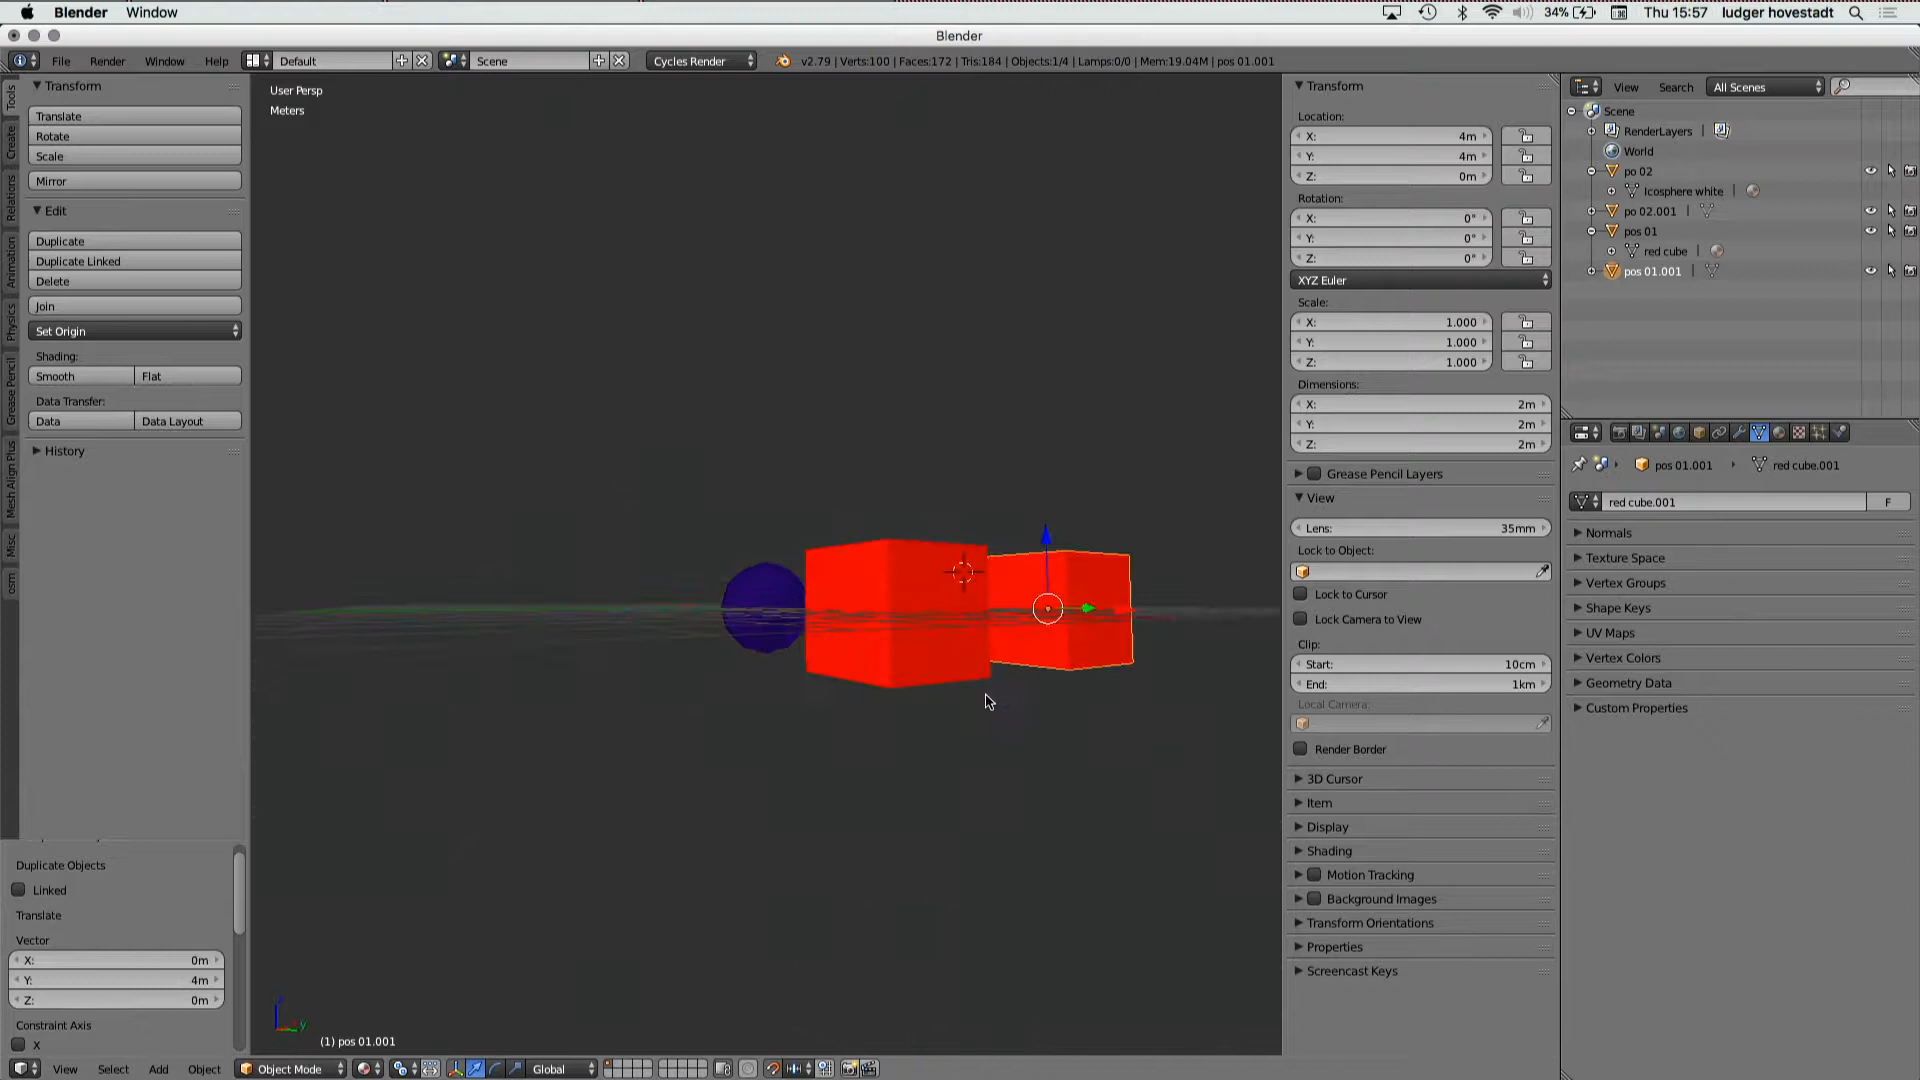 Blender Window
34% Thu 15:57 ludger hovestadt
Blender
File Render Window Help Default Scene Cycles Render v2.79 | Verts:100 | Faces:172 | Tris:184 | Objects:1/4 | Lamps:0/0 | Mem:19.04M | pos 01.001
Tools
Create
Relations
Animation
Physics
Grease Pencil
Mesh Align Plus
Misc
osm
Transform
Translate
Rotate
Scale
Mirror
Edit
Duplicate
Duplicate Linked
Delete
Join
Set Origin
Shading:
Smooth Flat
Data Transfer:
Data Data Layout
History
Duplicate Objects
Linked
Translate
Vector
X: 0m
Y: 4m
Z: 0m
Constraint Axis
X
User Persp
Meters
(1) pos 01.001
View Select Add Object Object Mode Global
Transform
Location:
X: 4m
Y: 4m
Z: 0m
Rotation:
X: 0°
Y: 0°
Z: 0°
XYZ Euler
Scale:
X: 1.000
Y: 1.000
Z: 1.000
Dimensions:
X: 2m
Y: 2m
Z: 2m
Grease Pencil Layers
View
Lens: 35mm
Lock to Object:
Lock to Cursor
Lock Camera to View
Clip:
Start: 10cm
End: 1km
Local Camera:
Render Border
3D Cursor
Item
Display
Shading
Motion Tracking
Background Images
Transform Orientations
Properties
Screencast Keys
View Search All Scenes
Scene
RenderLayers |
World
po 02
Icosphere white |
po 02.001 |
pos 01
red cube |
pos 01.001 |
pos 01.001 red cube.001
red cube.001 F
Normals
Texture Space
Vertex Groups
Shape Keys
UV Maps
Vertex Colors
Geometry Data
Custom Properties